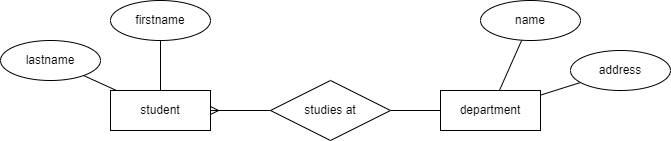 firstname
name
lastname
address
student
studies at
department